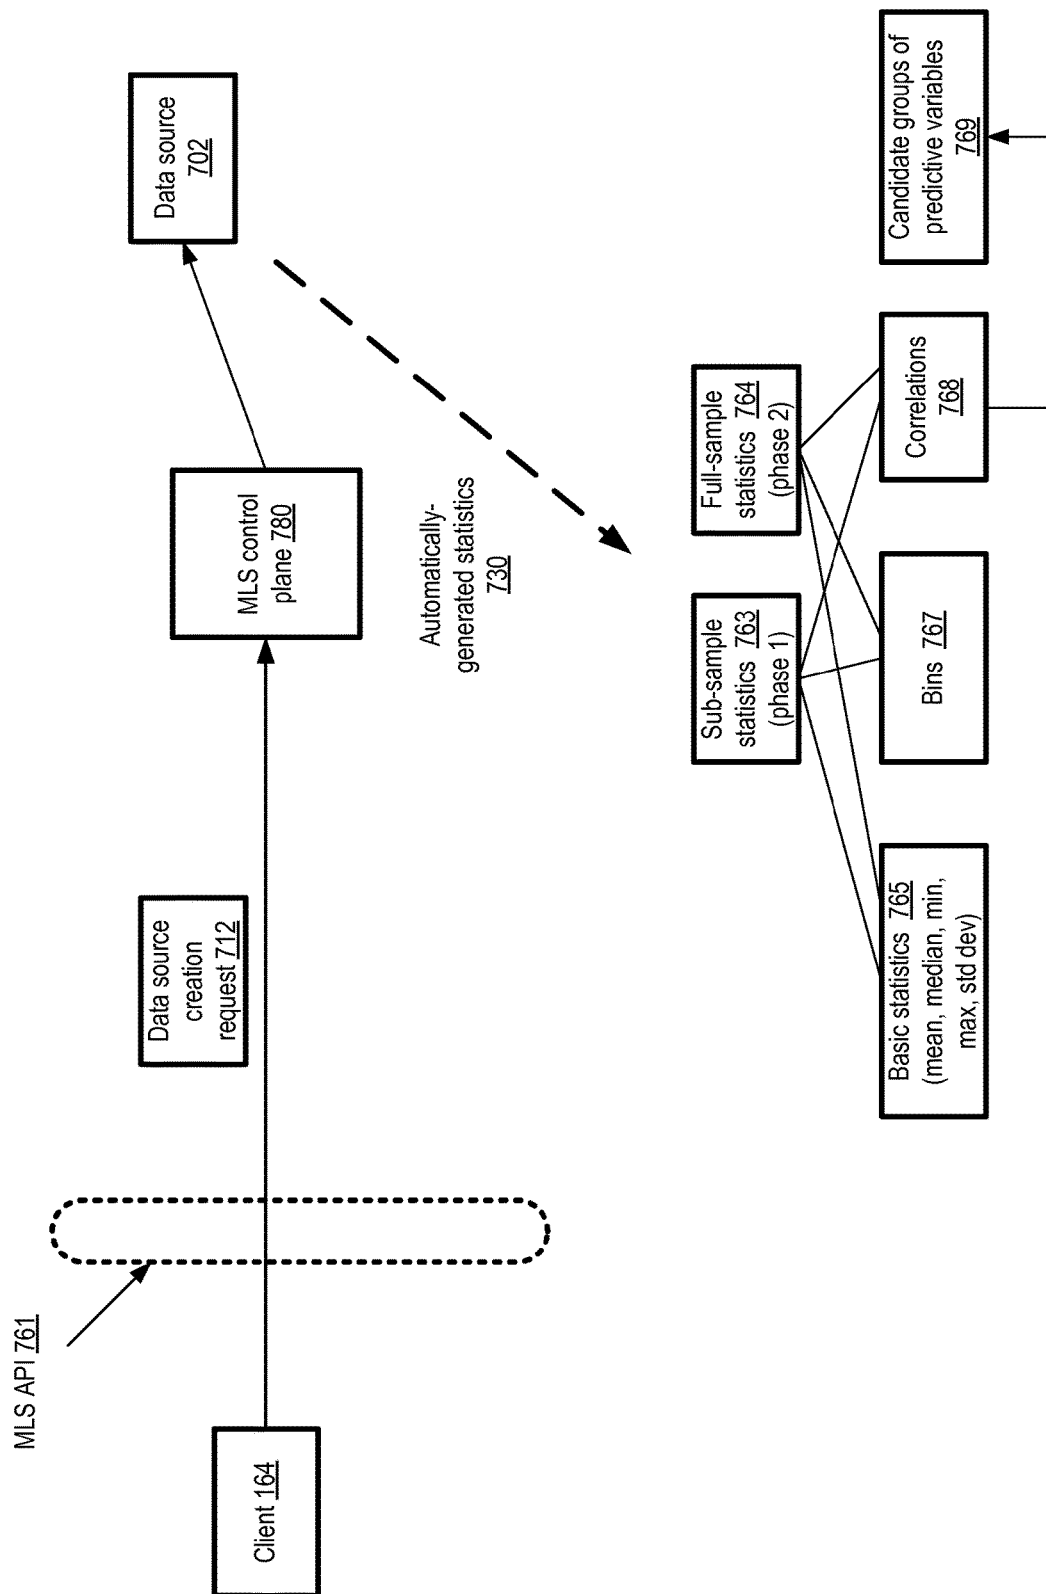 MLS API 761
Client 164
Data source
creation
request 712
MLS control
plane 780
Data source
702
Automatically-
generated statistics
730
Sub-sample
statistics 763
(phase 1)
Full-sample
statistics 764
(phase 2)
Basic statistics 765
(mean, median, min,
max, std dev)
Bins 767
Correlations
768
Candidate groups of
predictive variables
769